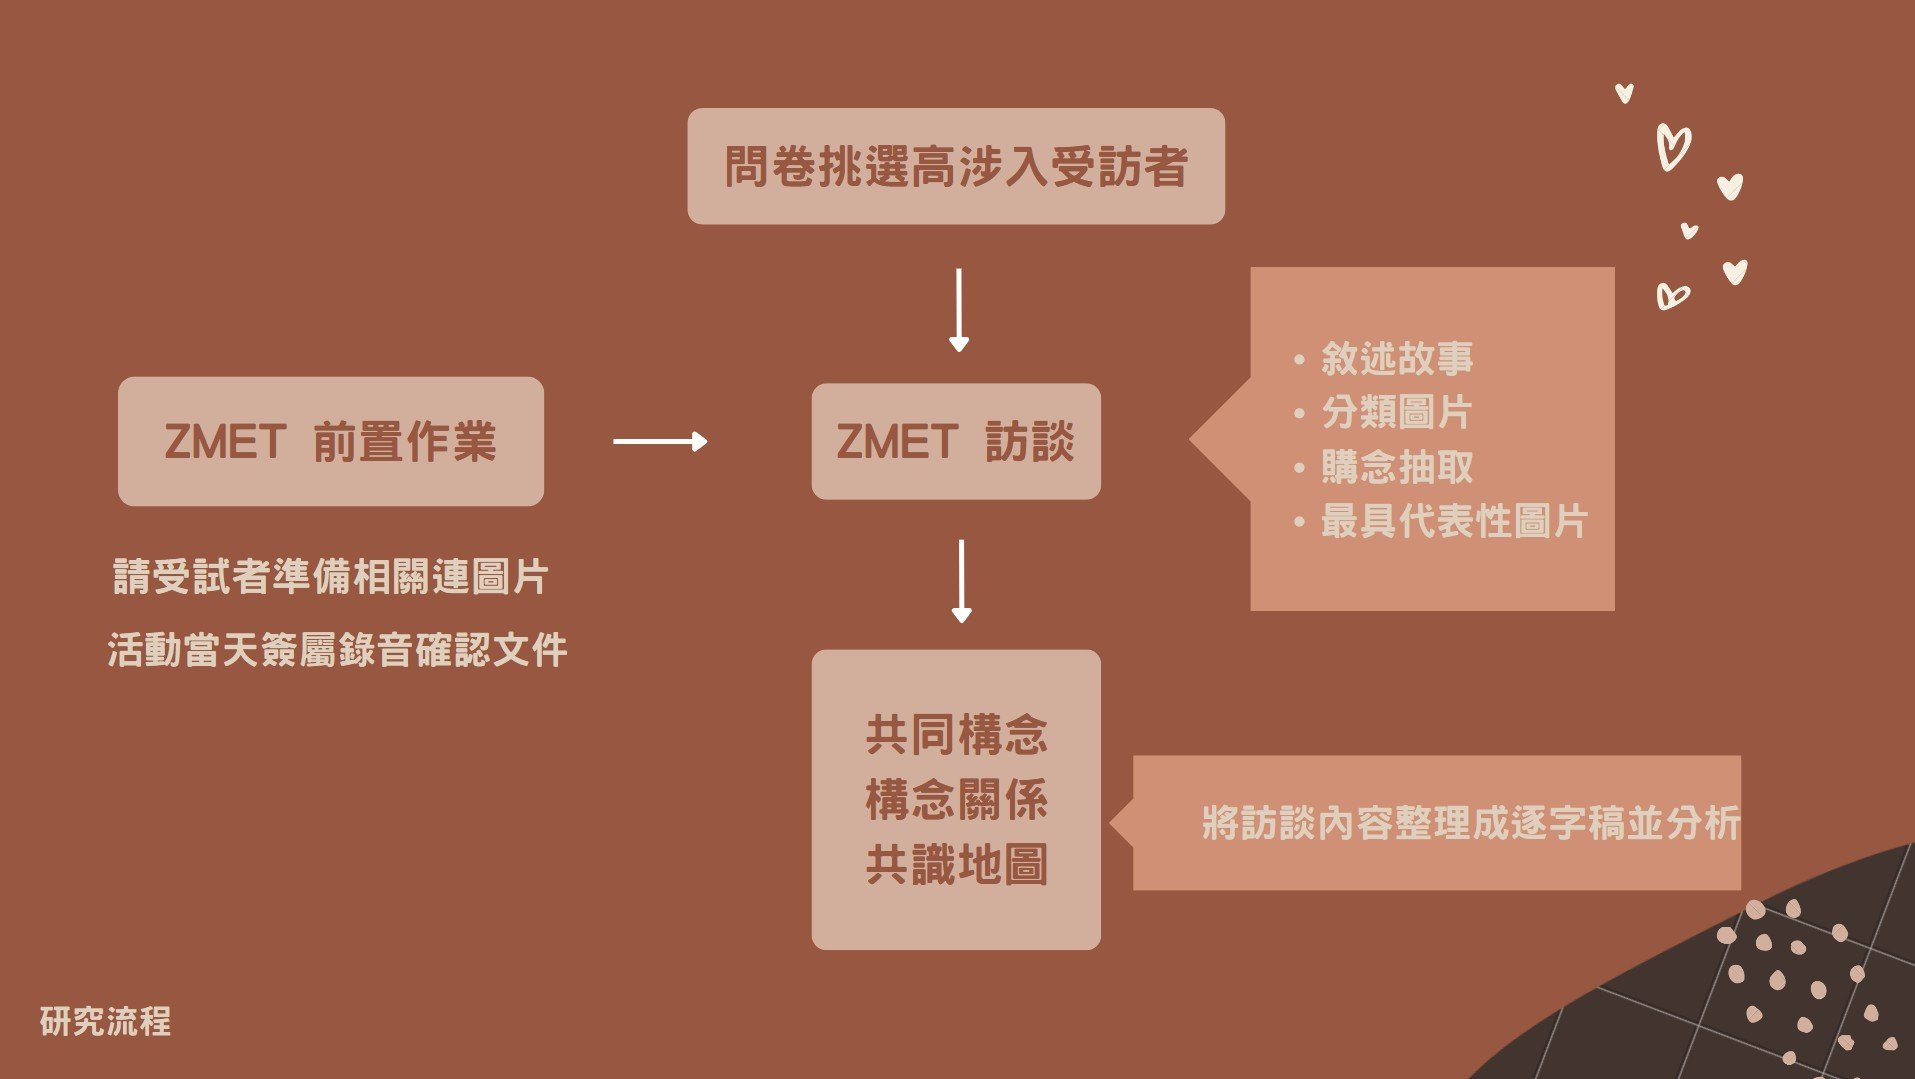 問卷挑選高涉入受訪者
ZMET 前置作業
請受試者準備相關連圖片
活動當天簽屬錄音確認文件
ZMET 訪談
• 敘述故事
• 分類圖片
• 購念抽取
• 最具代表性圖片
共同構念
構念關係
共識地圖
將訪談內容整理成逐字稿並分析
研究流程